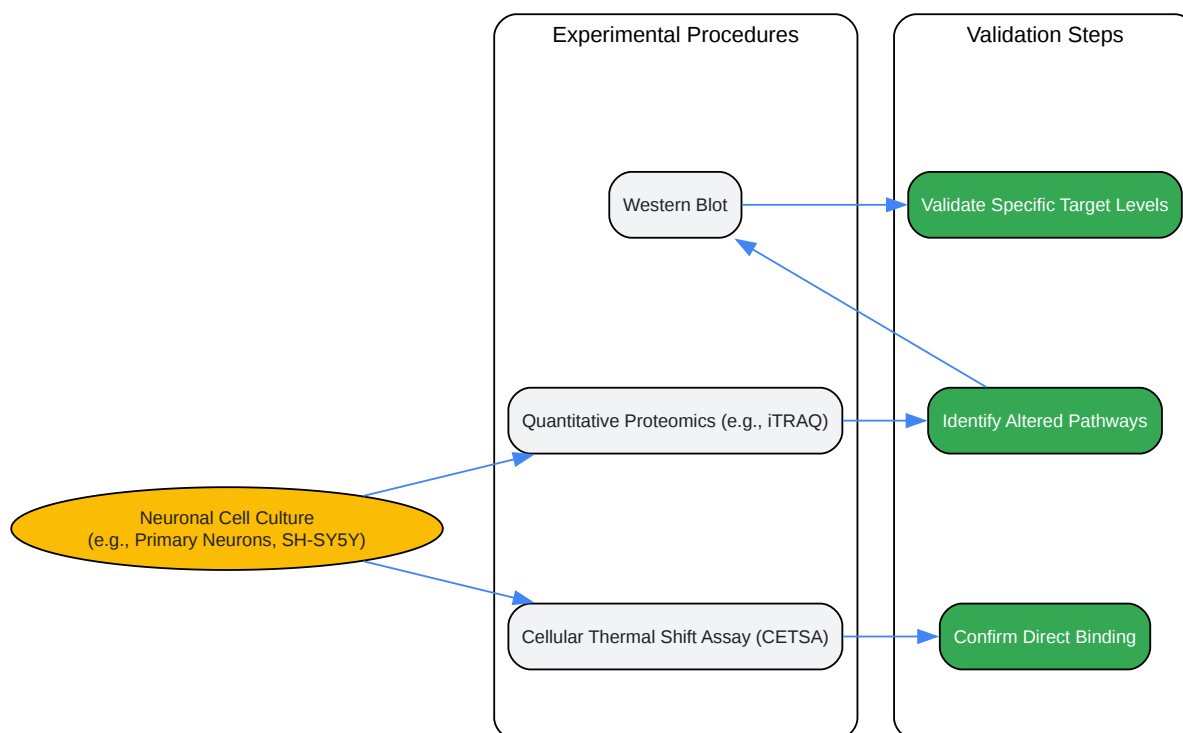 Experimental Procedures
Validation Steps
Western Blot
Validate Specific Target Levels
Quantitative Proteomics (e.g., iTRAQ)
Identify Altered Pathways
Neuronal Cell Culture
(e.g., Primary Neurons, SH-SY5Y)
Cellular Thermal Shift Assay (CETSA)
Confirm Direct Binding